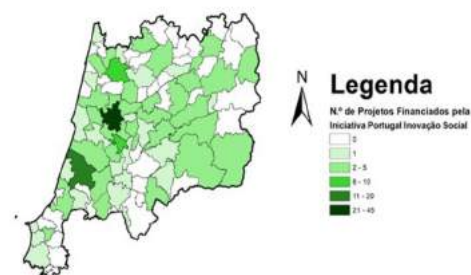 N
Legenda
N.º de Projetos Financiados pela
Iniciativa Portugal Inovação Social
0
1
2 - 5
6 - 10
11 - 20
21 - 45